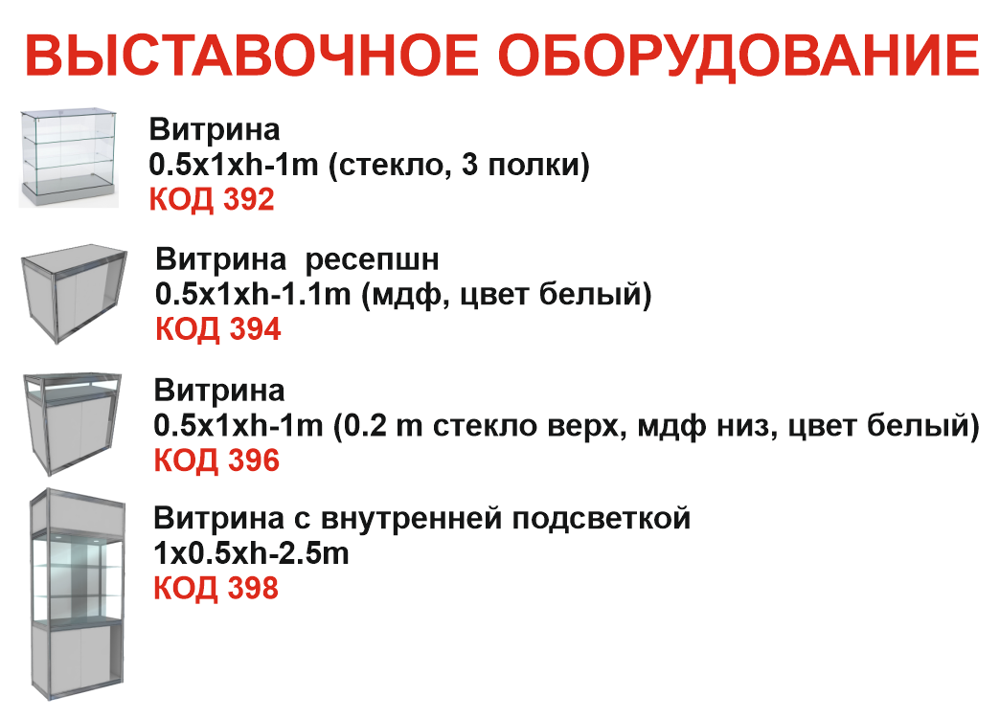 ВЫСТАВОЧНОЕ ОБОРУДОВАНИЕ
Витрина
0.5x1xh-1m (стекло, 3 полки)
КОД 392
Витрина ресепшн
0.5x1xh-1.1m (мдф, цвет белый)
КОД 394
Витрина
0.5x1xh-1m (0.2 m стекло верх, мдф низ, цвет белый)
КОД 396
Витрина с внутренней подсветкой
1x0.5xh-2.5m
КОД 398